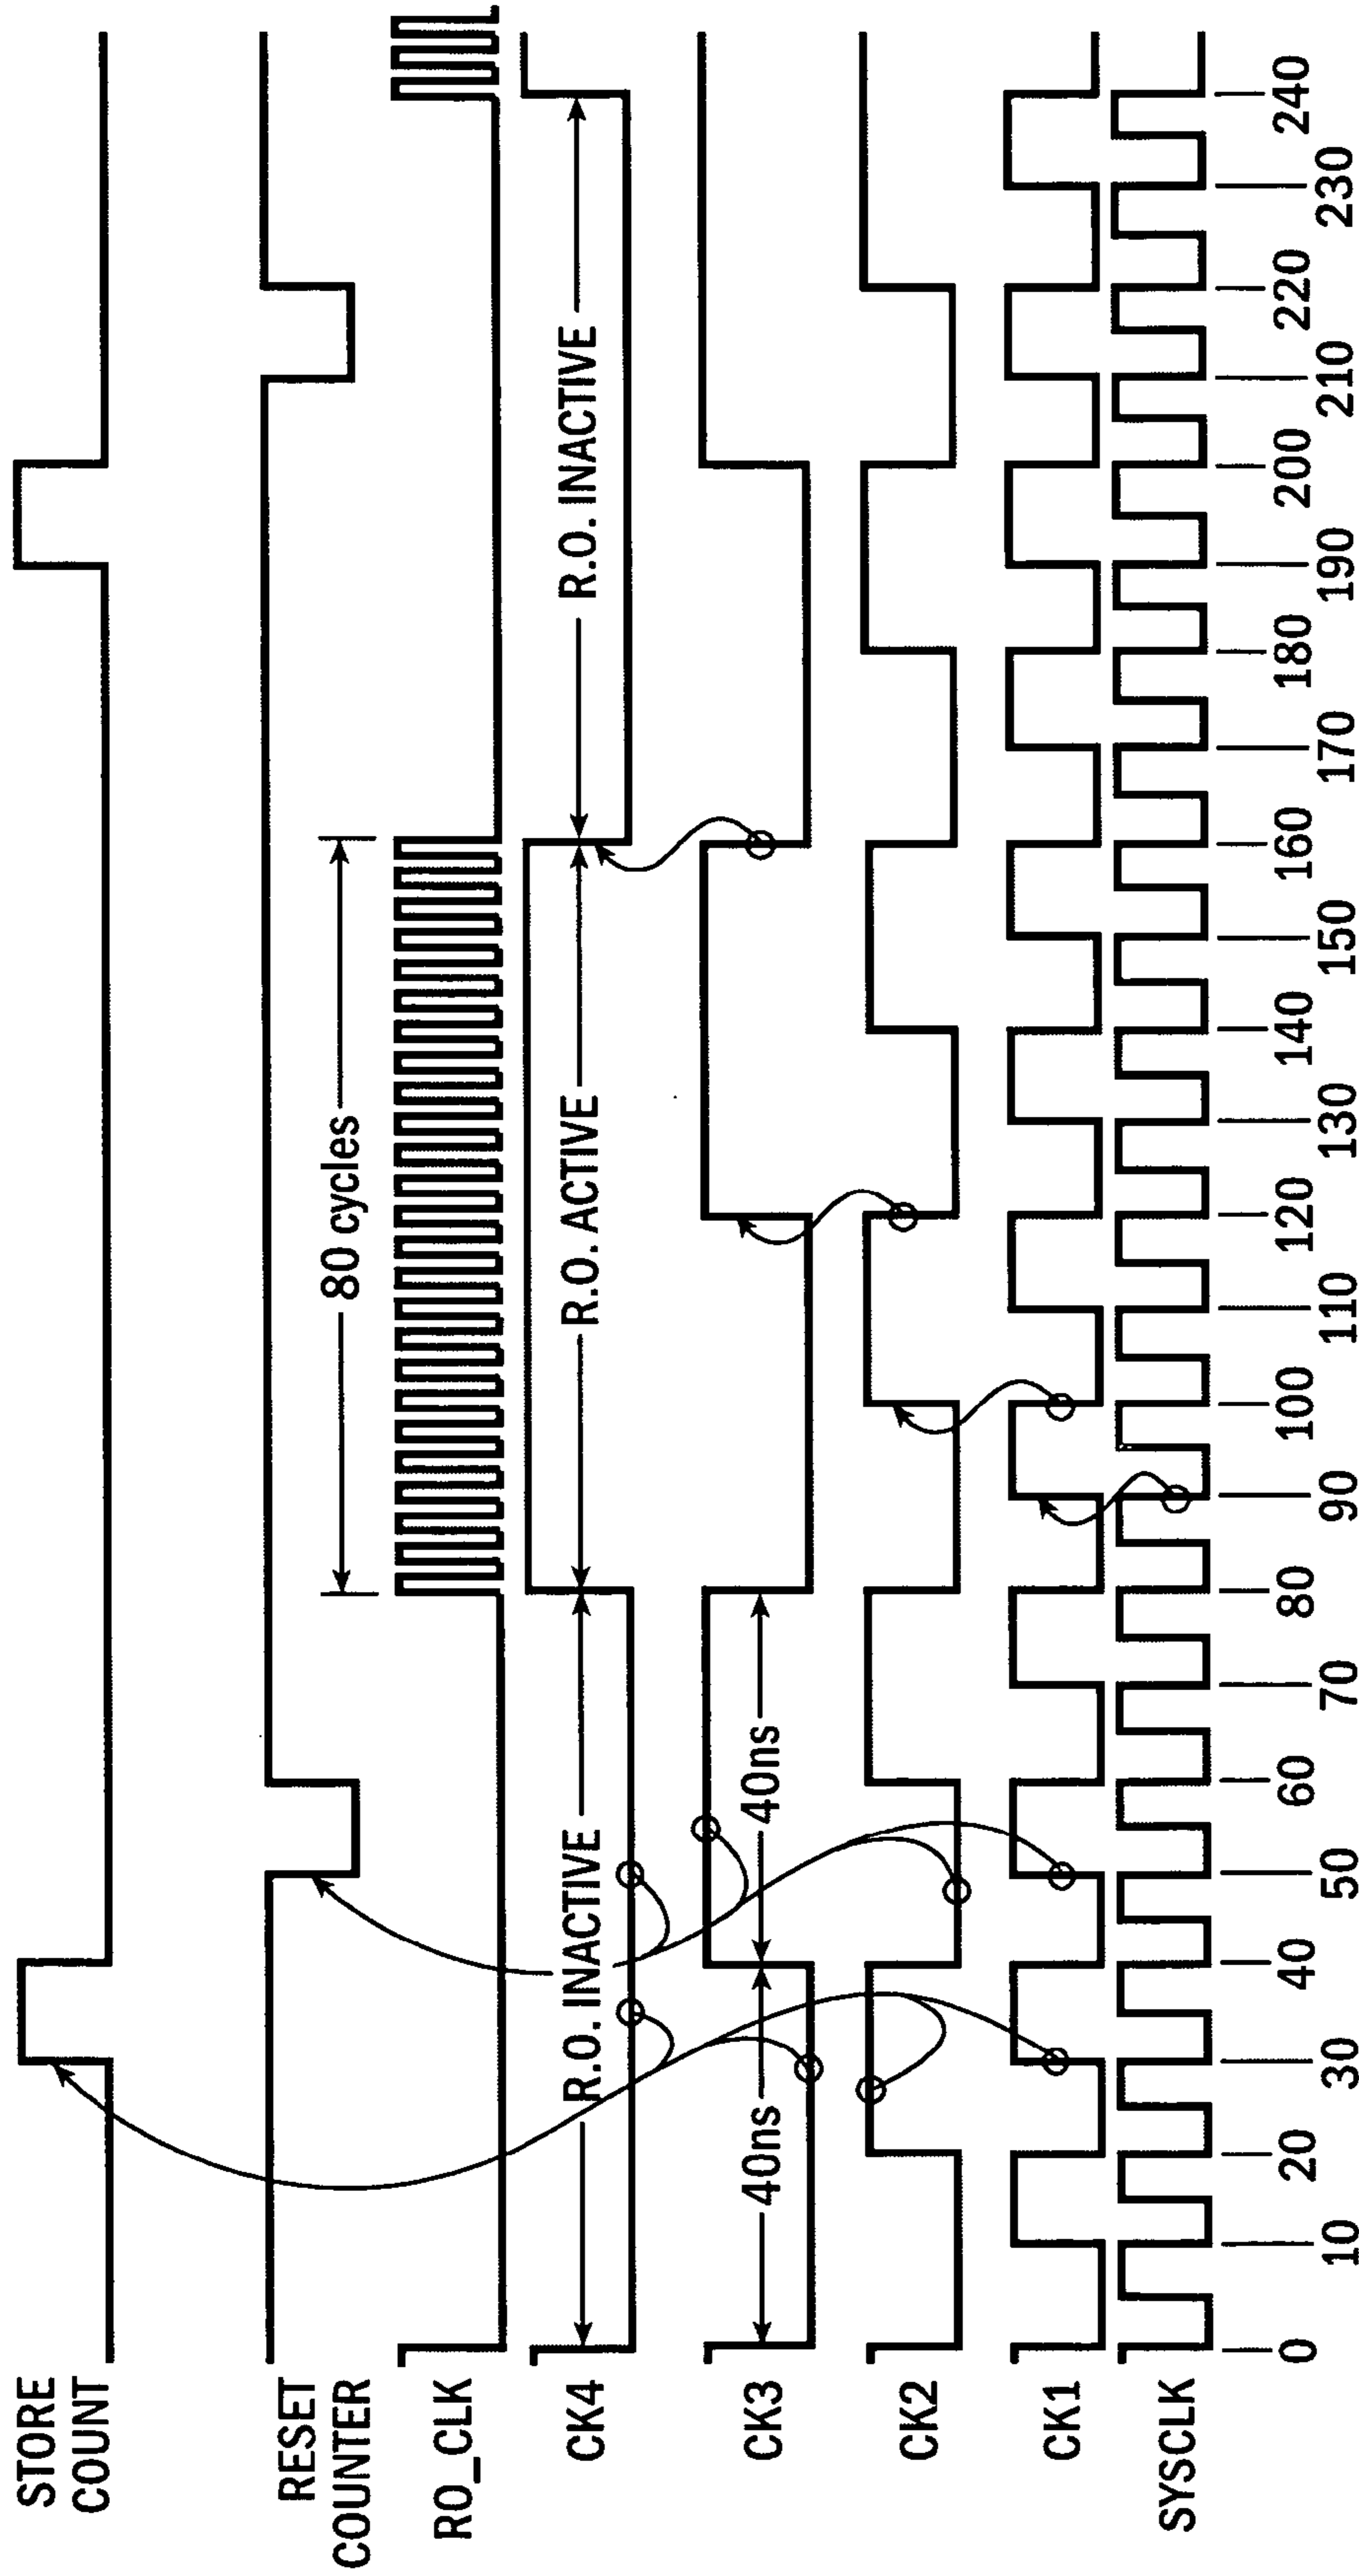 STORE
COUNT
RESET
COUNTER
80 cycles
RO_CLK
CK4
R.O. INACTIVE
R.O. ACTIVE
R.O. INACTIVE
CK3
40ns
40ns
CK2
CK1
SYSCLK
0 10 20 30 40 50 60 70 80 90 100 110 120 130 140 150 160 170 180 190 200 210 220 230 240